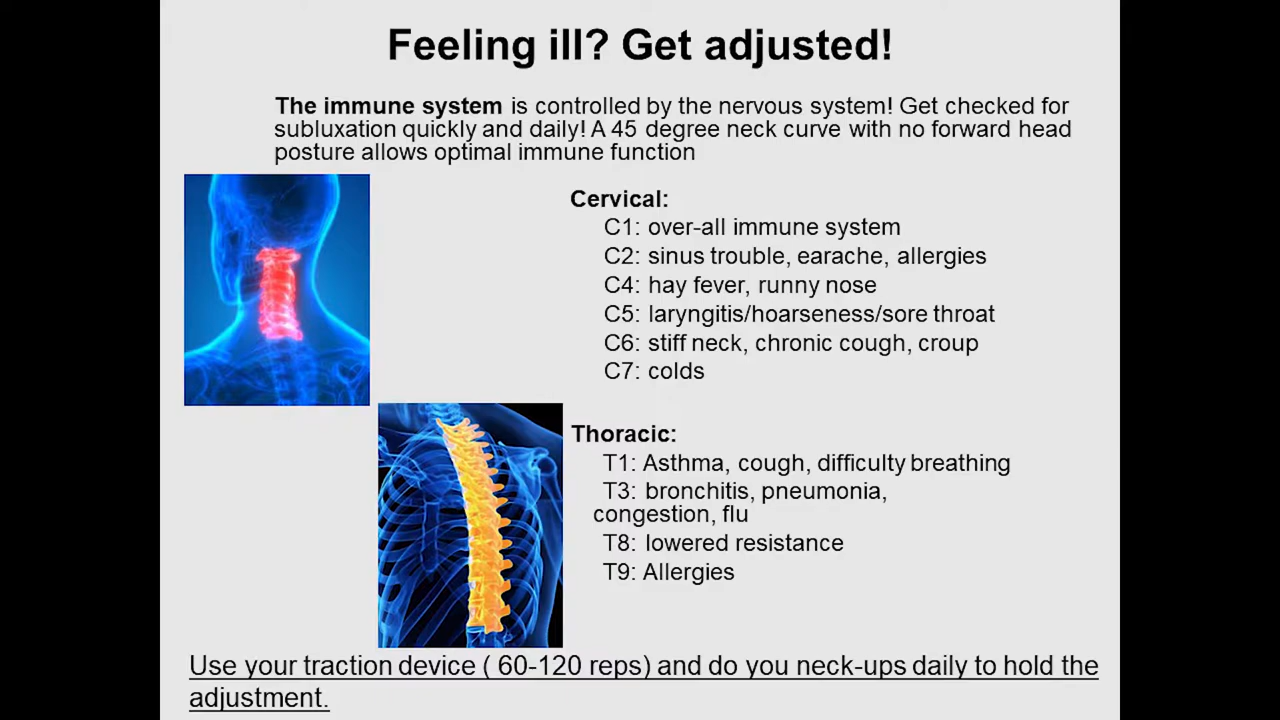 Feeling ill? Get adjusted!
The immune system is controlled by the nervous system! Get checked for
subluxation quickly and daily! A 45 degree neck curve with no forward head
posture allows optimal immune function
Cervical:
C1: over-all immune system
C2: sinus trouble, earache, allergies
C4: hay fever, runny nose
C5: laryngitis/hoarseness/sore throat
C6: stiff neck, chronic cough, croup
C7: colds
Thoracic:
T1: Asthma, cough, difficulty breathing
T3: bronchitis, pneumonia,
congestion, flu
T8: lowered resistance
T9: Allergies
Use your traction device ( 60-120 reps) and do you neck-ups daily to hold the
adjustment.